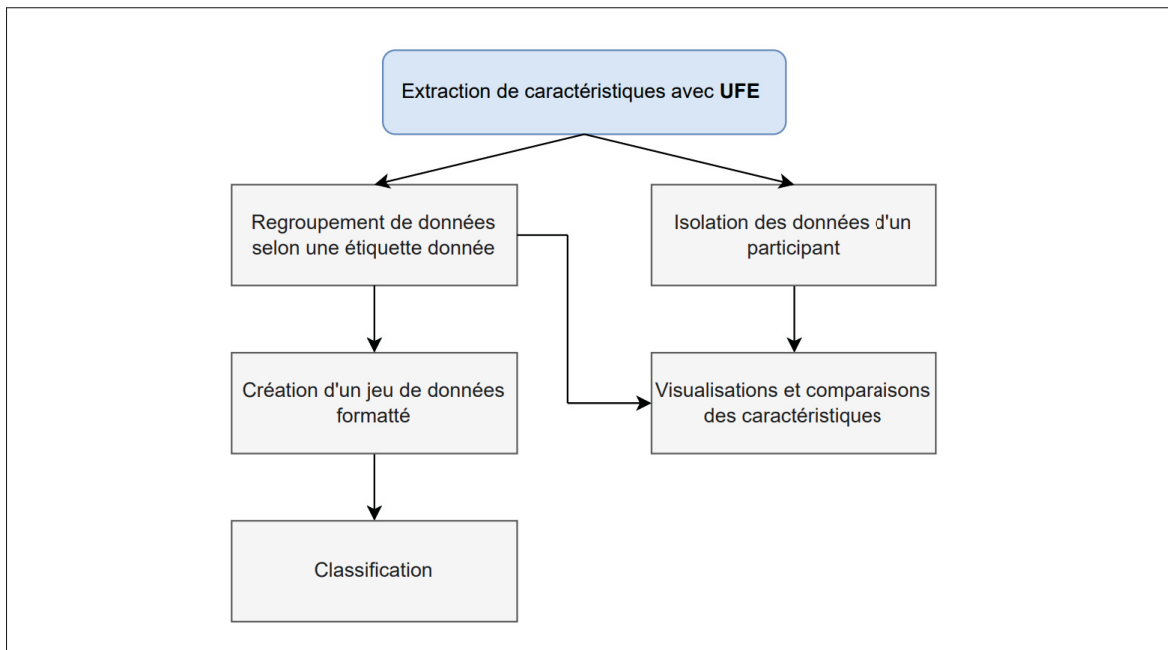 Extraction de caractéristiques avec UFE
Regroupement de données
selon une étiquette donnée
Isolation des données d'un
participant
Création d'un jeu de données
formatté
Visualisations et comparaisons
des caractéristiques
Classification